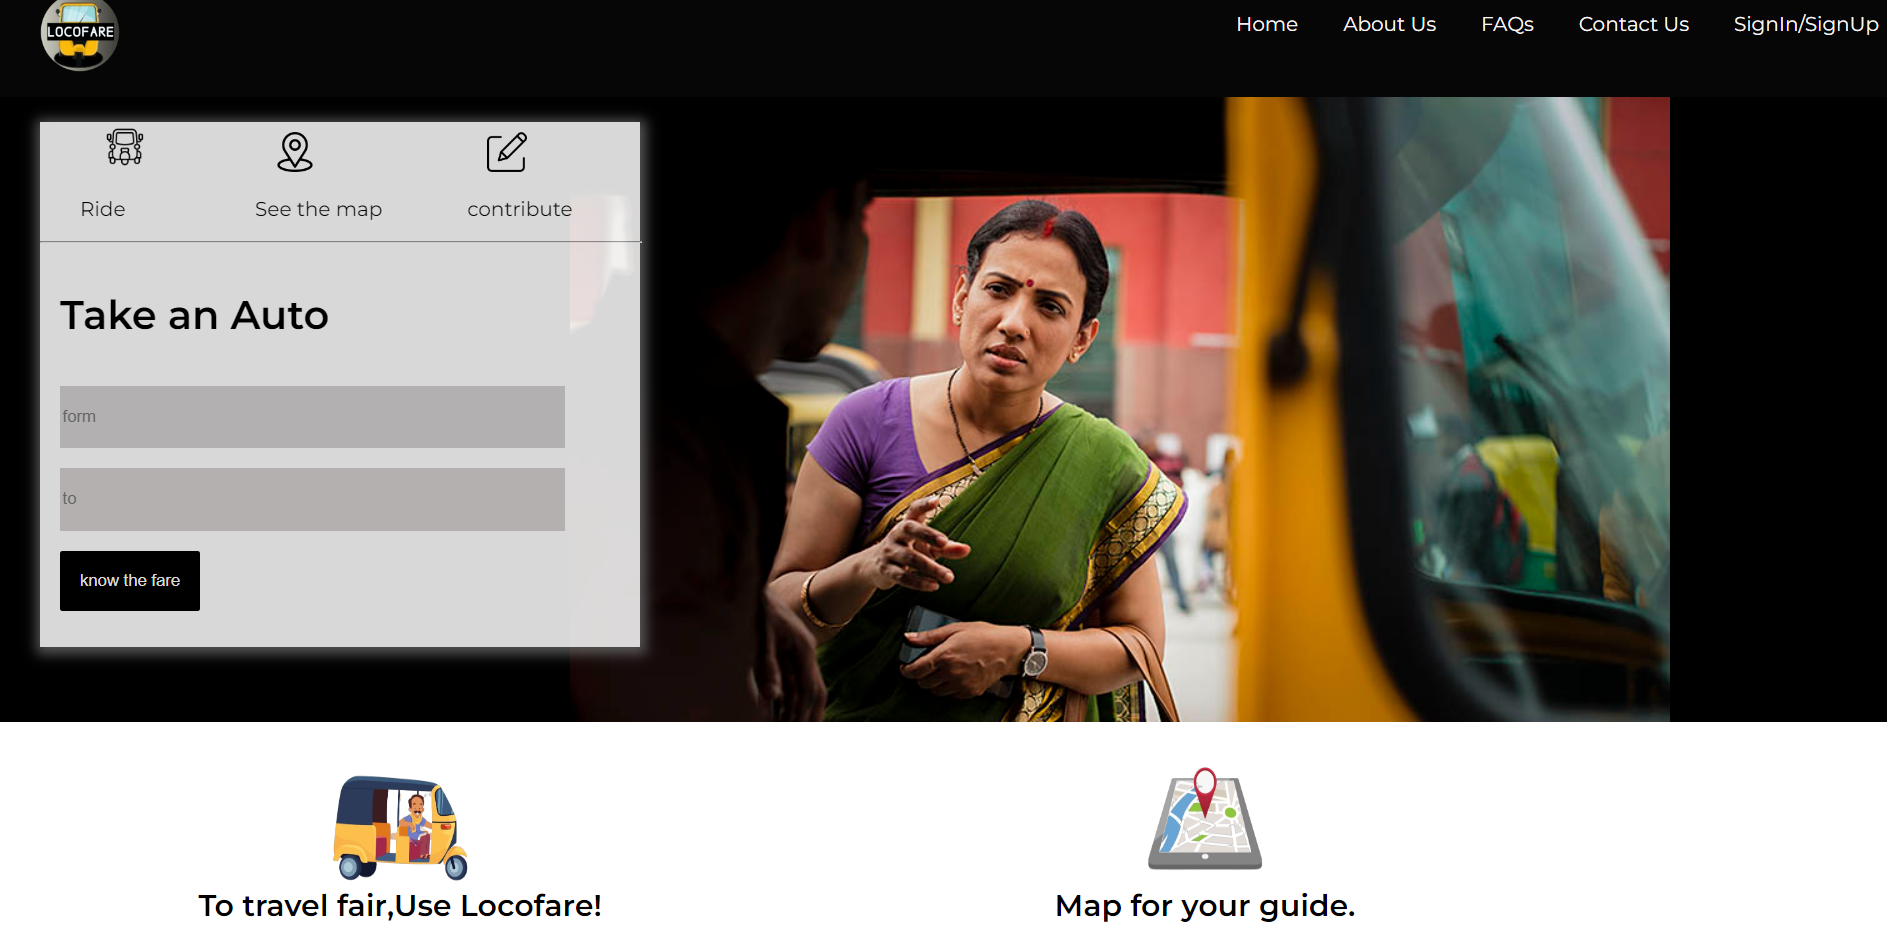 LOCOFARE
Home About Us FAQs Contact Us SignIn/SignUp
Ride See the map contribute
Take an Auto
form
to
know the fare
To travel fair,Use Locofare!
Map for your guide.